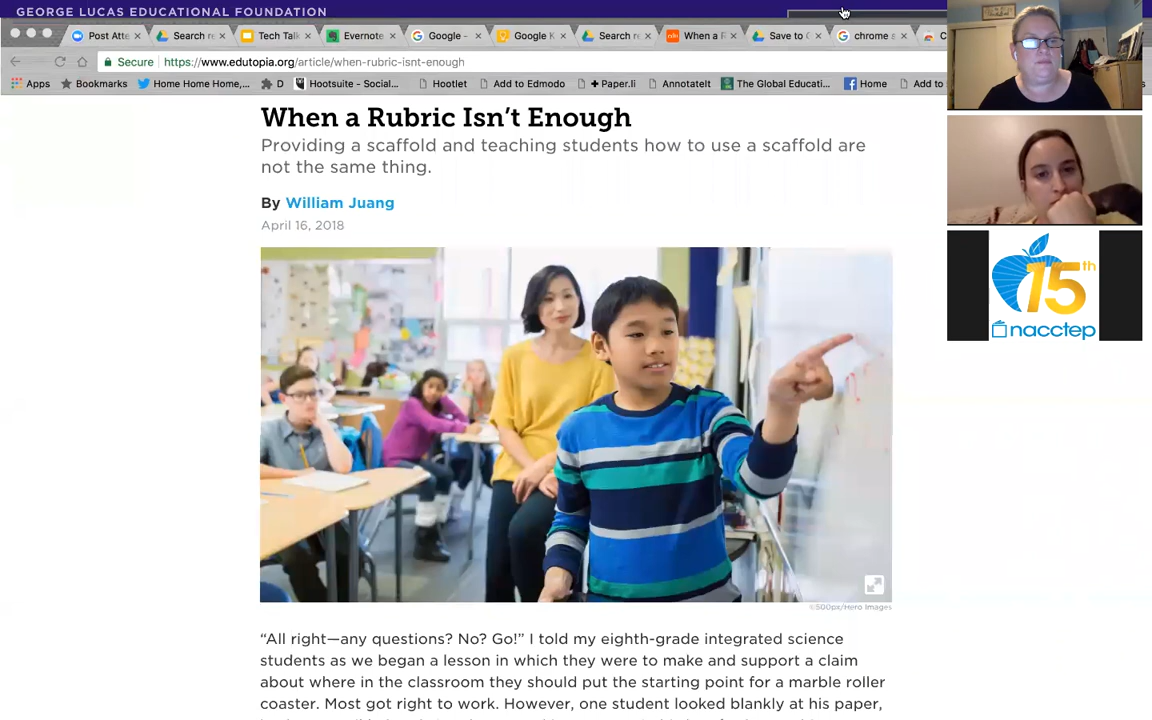 GEORGE LUCAS EDUCATIONAL FOUNDATION
Post Atte Search re Tech Talk Evernote Google - Google K Search re When a R Save to G chrome a C
Secure https://www.edutopia.org/article/when-rubric-isnt-enough
Apps Bookmarks Home Home Home,... D Hootsuite - Social... Hootlet Add to Edmodo + Paper.li AnnotateIt The Global Educati... Home Add to
When a Rubric Isn't Enough
Providing a scaffold and teaching students how to use a scaffold are
not the same thing.
By William Juang
April 16, 2018
©500px/Hero Images
"All right—any questions? No? Go!" I told my eighth-grade integrated science
students as we began a lesson in which they were to make and support a claim
about where in the classroom they should put the starting point for a marble roller
coaster. Most got right to work. However, one student looked blankly at his paper,
15th
nacctep